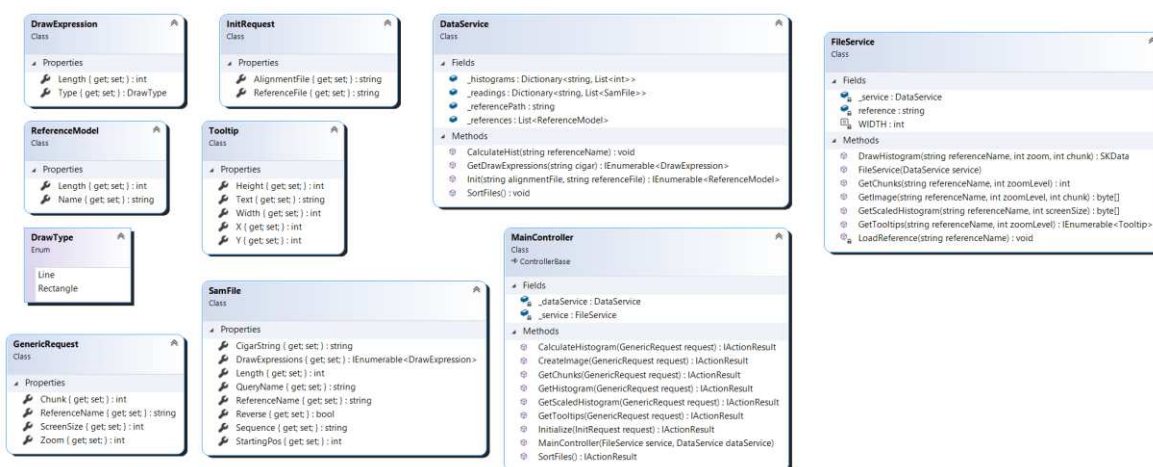 DrawExpression
Class
Properties
Length { get; set; } : int
Type { get; set; } : DrawType
InitRequest
Class
Properties
AlignmentFile { get; set; } : string
ReferenceFile { get; set; } : string
DataService
Class
Fields
_histograms : Dictionary<string, List<int>>
_readings : Dictionary<string, List<SamFile>>
_referencePath : string
_references : List<ReferenceModel>
Methods
CalculateHist(string referenceName) : void
GetDrawExpressions(string cigar) : IEnumerable<DrawExpression>
Init(string alignmentFile, string referenceFile) : IEnumerable<ReferenceModel>
SortFiles() : void
FileService
Class
Fields
_service : DataService
reference : string
WIDTH : int
Methods
DrawHistogram(string referenceName, int zoom, int chunk) : SKData
FileService(DataService service)
GetChunks(string referenceName, int zoomLevel) : int
GetImage(string referenceName, int zoomLevel, int chunk) : byte[]
GetScaledHistogram(string referenceName, int screenSize) : byte[]
GetTooltips(string referenceName, int zoomLevel) : IEnumerable<Tooltip>
LoadReference(string referenceName) : void
ReferenceModel
Class
Properties
Length { get; set; } : int
Name { get; set; } : string
Tooltip
Class
Properties
Height { get; set; } : int
Text { get; set; } : string
Width { get; set; } : int
X { get; set; } : int
Y { get; set; } : int
DrawType
Enum
Line
Rectangle
MainController
Class
ControllerBase
Fields
_dataService : DataService
_service : FileService
Methods
CalculateHistogram(GenericRequest request) : IActionResult
CreateImage(GenericRequest request) : IActionResult
GetChunks(GenericRequest request) : IActionResult
GetHistogram(GenericRequest request) : IActionResult
GetScaledHistogram(GenericRequest request) : IActionResult
GetTooltips(GenericRequest request) : IActionResult
Initialize(InitRequest request) : IActionResult
MainController(FileService service, DataService dataService)
SortFiles() : IActionResult
SamFile
Class
Properties
CigarString { get; set; } : string
DrawExpressions { get; set; } : IEnumerable<DrawExpression>
Length { get; set; } : int
QueryName { get; set; } : string
ReferenceName { get; set; } : string
Reverse { get; set; } : bool
Sequence { get; set; } : string
StartingPos { get; set; } : int
GenericRequest
Class
Properties
Chunk { get; set; } : int
ReferenceName { get; set; } : string
ScreenSize { get; set; } : int
Zoom { get; set; } : int